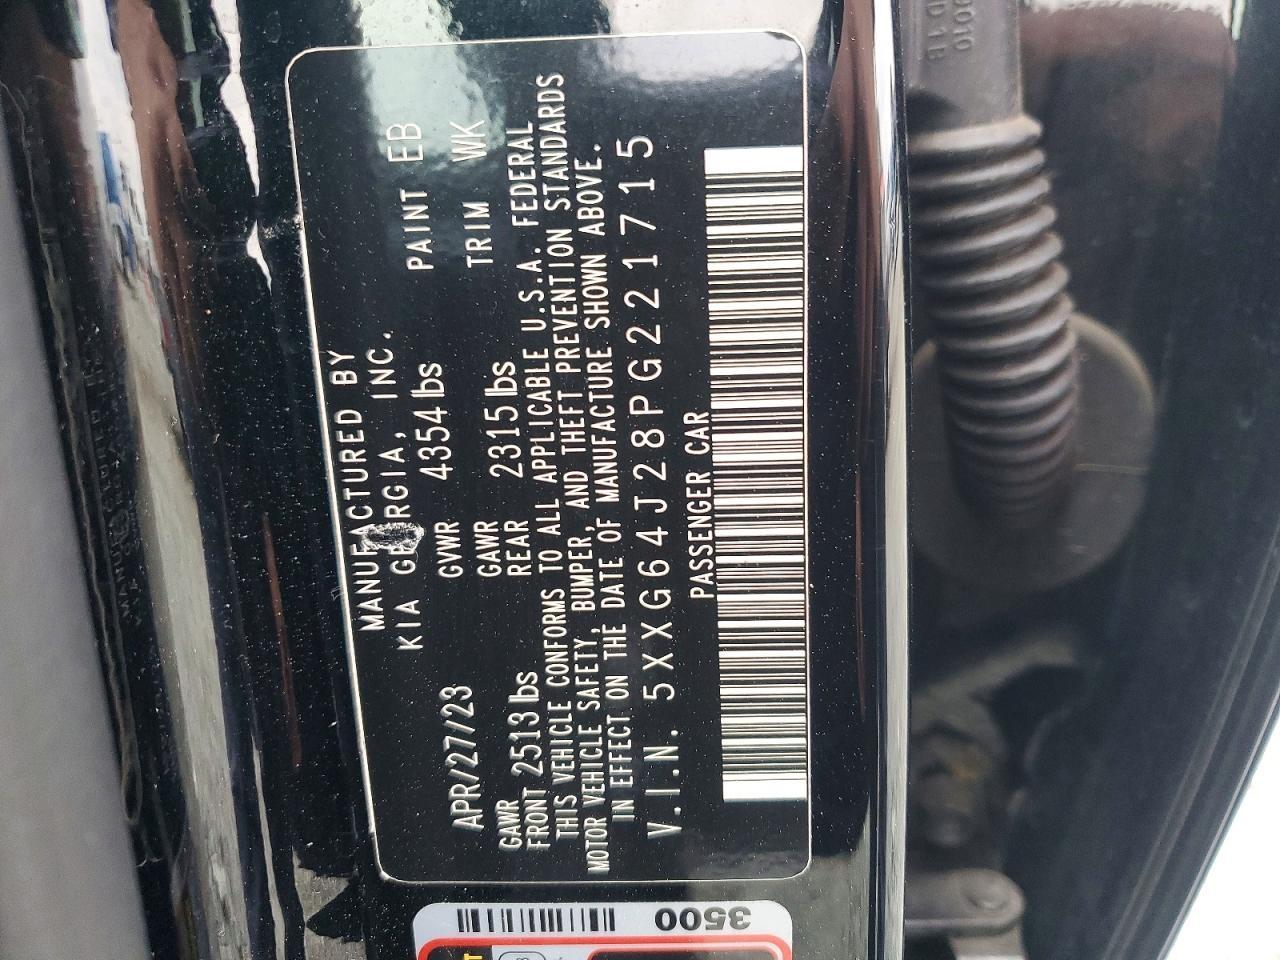 MANUFACTURED BY
KIA GEORGIA, INC.
APR/27/23 GVWR 4354 lbs PAINT EB
GAWR GAWR
FRONT 2513 lbs REAR 2315 lbs TRIM WK
THIS VEHICLE CONFORMS TO ALL APPLICABLE U.S.A. FEDERAL
MOTOR VEHICLE SAFETY, BUMPER, AND THEFT PREVENTION STANDARDS
IN EFFECT ON THE DATE OF MANUFACTURE SHOWN ABOVE.
V.I.N. 5XXG64J28PG221715
PASSENGER CAR
3500